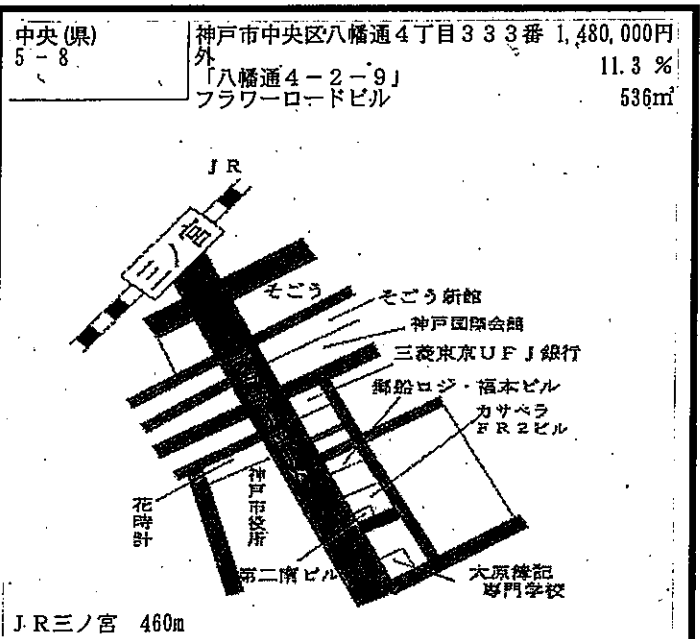 中央(県)
5-8
神戸市中央区八幡通4丁目333番 1,480,000円
外
11.3 %
「八幡通4-2-9」
フラワーロードビル 536㎡
JR
三ノ宮
そごう
そごう新館
神戸国際会館
三菱東京UFJ銀行
郵船ロジ・福本ビル
カサベラ
FR2ビル
花時計
神戸市役所
第二南ビル
大原簿記
専門学校
JR三ノ宮 460m